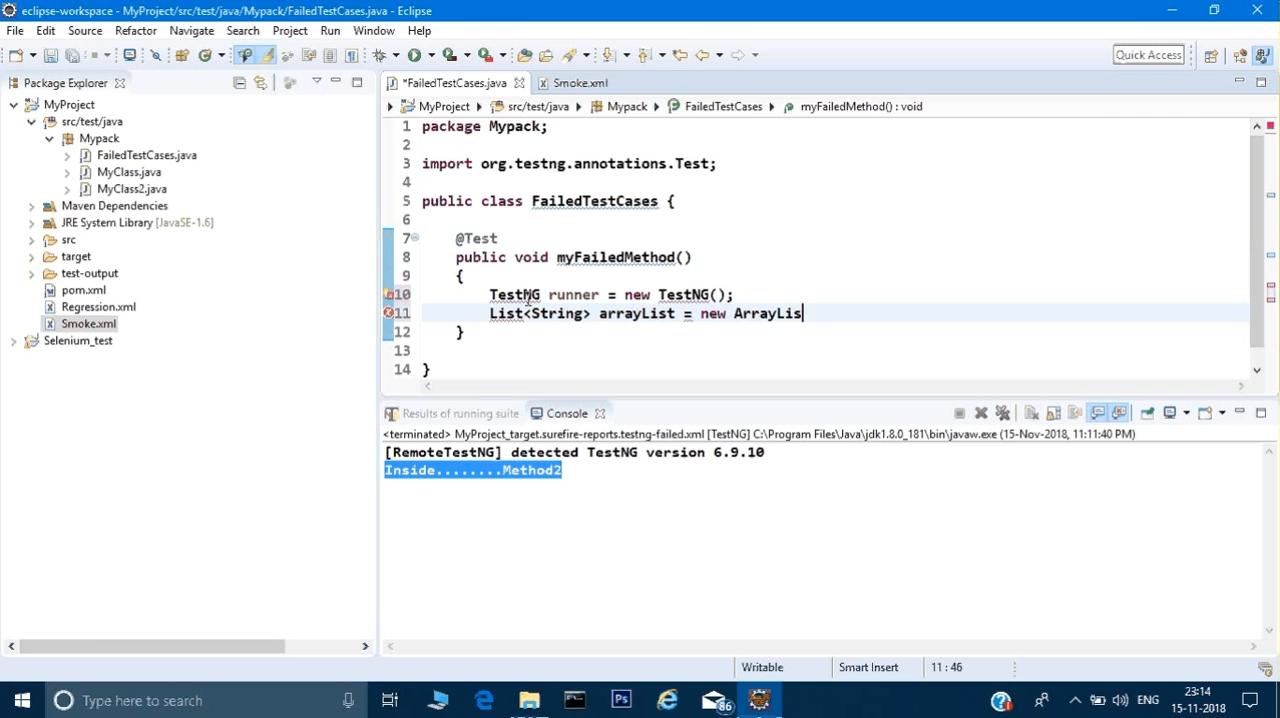 eclipse-workspace - MyProject/src/test/java/Mypack/FailedTestCases.java - Eclipse
File Edit Source Refactor Navigate Search Project Run Window Help
Quick Access
Package Explorer
*FailedTestCases.java Smoke.xml
MyProject
src/test/java
Mypack
FailedTestCases.java
MyClass.java
MyClass2.java
Maven Dependencies
JRE System Library [JavaSE-1.6]
src
target
test-output
pom.xml
Regression.xml
Smoke.xml
Selenium_test
MyProject src/test/java Mypack FailedTestCases myFailedMethod() : void
1 package Mypack;
2
3 import org.testng.annotations.Test;
4
5 public class FailedTestCases {
6
7 @Test
8 public void myFailedMethod()
9 {
10 TestNG runner = new TestNG();
11 List<String> arrayList = new ArrayLis
12 }
13
14 }
Results of running suite Console
<terminated> MyProject_target.surefire-reports.testng-failed.xml [TestNG] C:\Program Files\Java\jdk1.8.0_181\bin\javaw.exe (15-Nov-2018, 11:11:40 PM)
[RemoteTestNG] detected TestNG version 6.9.10
Inside........Method2
Writable Smart Insert 11 : 46
Type here to search
Ps
86
ENG
23:14
15-11-2018